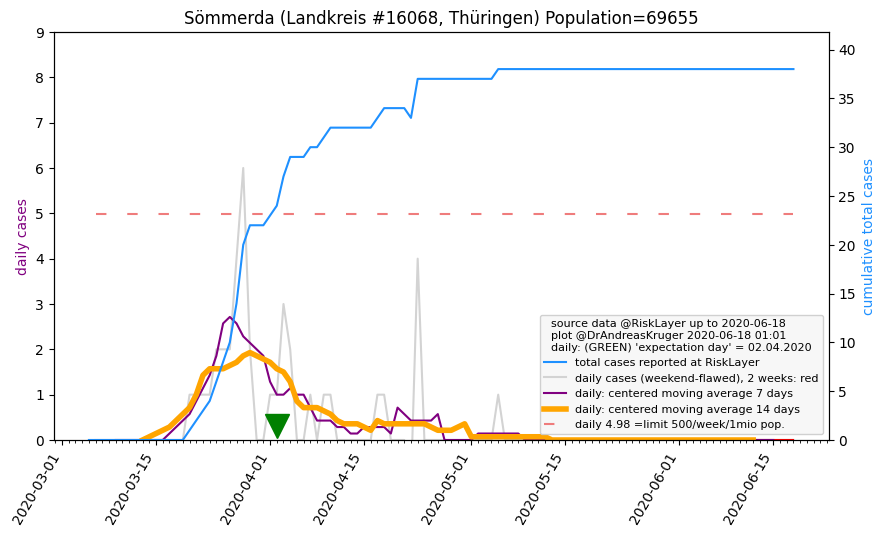 Sömmerda (Landkreis #16068, Thüringen) Population=69655
9
8
7
6
5
4
3
2
1
0
daily cases
40
35
30
25
20
15
10
5
0
cumulative total cases
source data @RiskLayer up to 2020-06-18
plot @DrAndreasKruger 2020-06-18 01:01
daily: (GREEN) 'expectation day' = 02.04.2020
total cases reported at RiskLayer
daily cases (weekend-flawed), 2 weeks: red
daily: centered moving average 7 days
daily: centered moving average 14 days
daily 4.98 =limit 500/week/1mio pop.
2020-03-01
2020-03-15
2020-04-01
2020-04-15
2020-05-01
2020-05-15
2020-06-01
2020-06-15